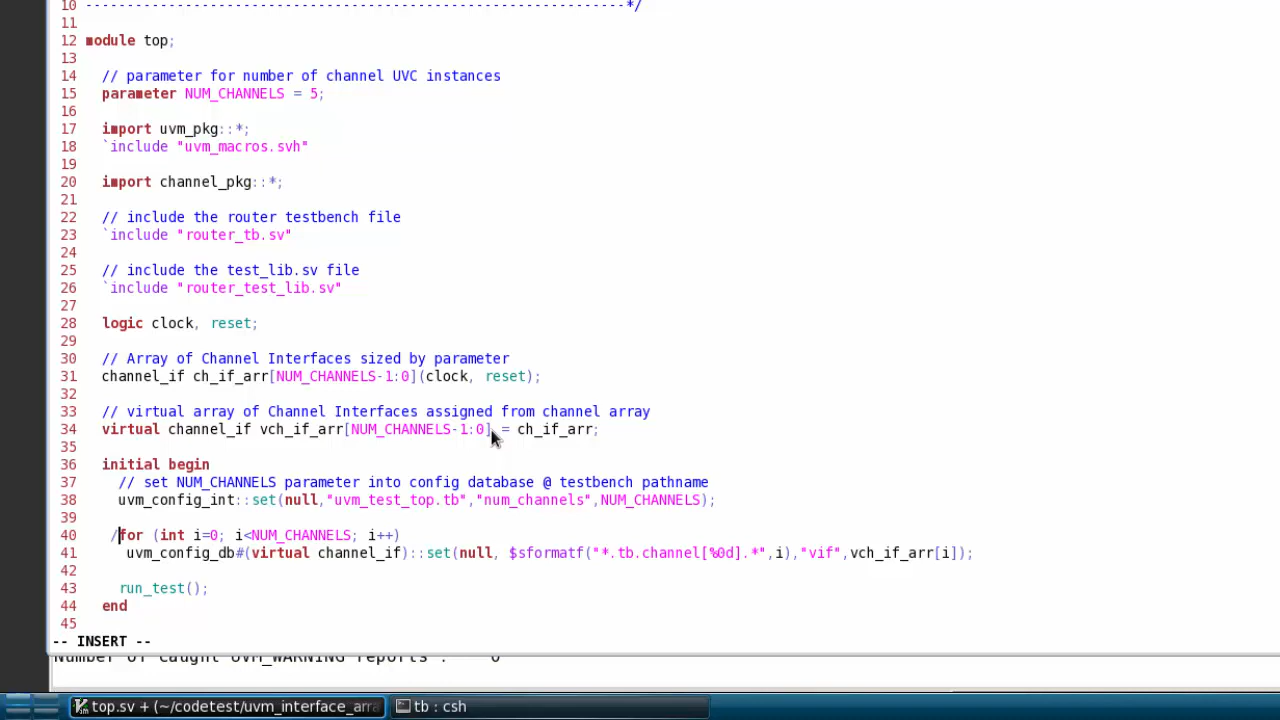 10 -----------------------------------------------------------------*/
11
12 module top;
13
14   // parameter for number of channel UVC instances
15   parameter NUM_CHANNELS = 5;
16
17   import uvm_pkg::*;
18   `include "uvm_macros.svh"
19
20   import channel_pkg::*;
21
22   // include the router testbench file
23   `include "router_tb.sv"
24
25   // include the test_lib.sv file
26   `include "router_test_lib.sv"
27
28   logic clock, reset;
29
30   // Array of Channel Interfaces sized by parameter
31   channel_if ch_if_arr[NUM_CHANNELS-1:0](clock, reset);
32
33   // virtual array of Channel Interfaces assigned from channel array
34   virtual channel_if vch_if_arr[NUM_CHANNELS-1:0] = ch_if_arr;
35
36   initial begin
37     // set NUM_CHANNELS parameter into config database @ testbench pathname
38     uvm_config_int::set(null,"uvm_test_top.tb","num_channels",NUM_CHANNELS);
39
40    /for (int i=0; i<NUM_CHANNELS; i++)
41      uvm_config_db#(virtual channel_if)::set(null, $sformatf("*.tb.channel[%0d].*",i),"vif",vch_if_arr[i]);
42
43     run_test();
44   end
45
-- INSERT --
Number of caught UVM_WARNING reports :    0
top.sv + (~/codetest/uvm_interface_arra
tb : csh